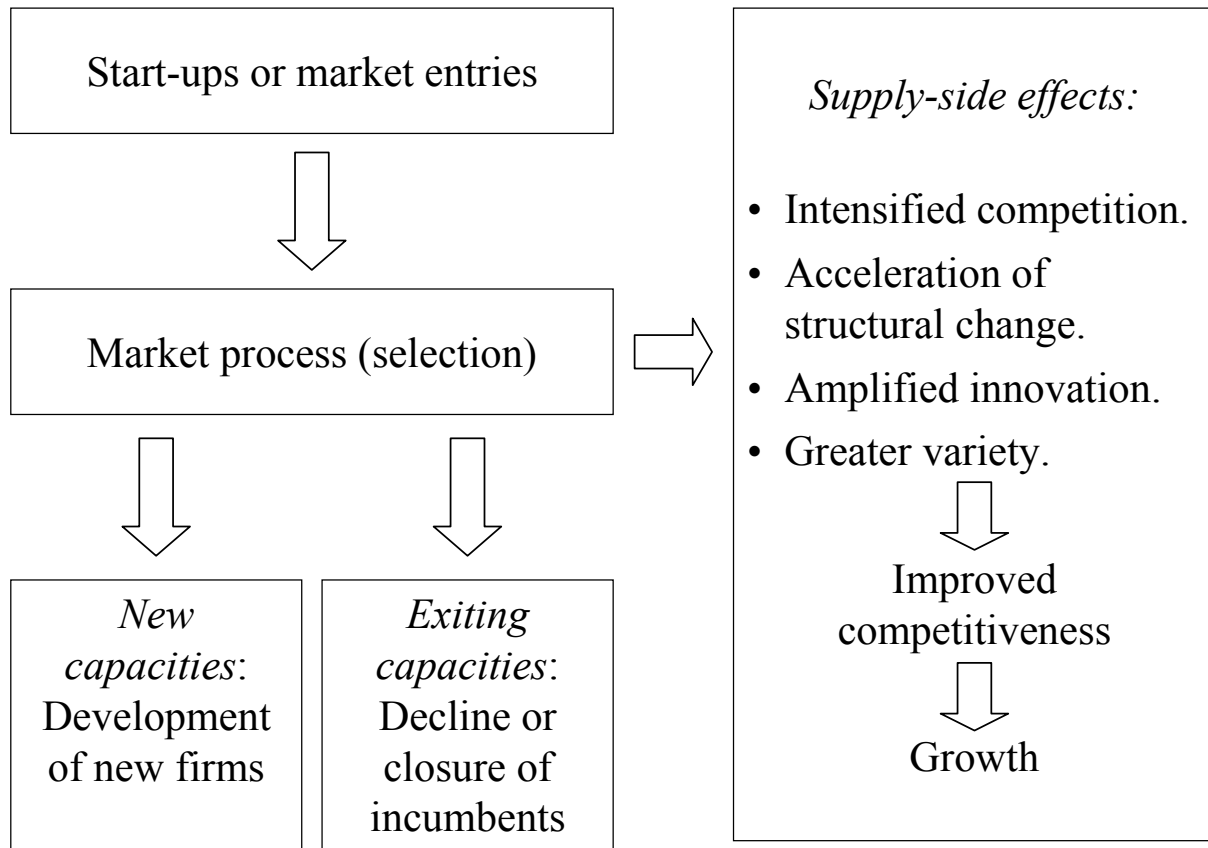 Start-ups or market entries
Market process (selection)
New
capacities:
Development
of new firms
Exiting
capacities:
Decline or
closure of
incumbents
Supply-side effects:
• Intensified competition.
• Acceleration of
structural change.
• Amplified innovation.
• Greater variety.
Improved
competitiveness
Growth